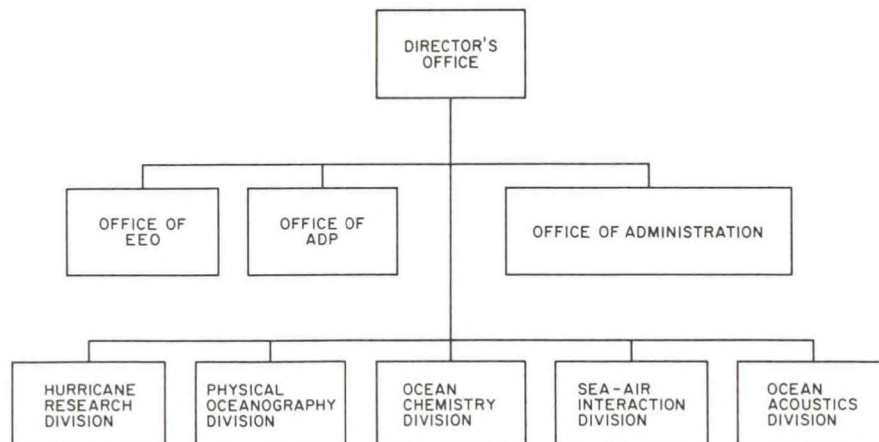 DIRECTOR'S
OFFICE
OFFICE OF
EEO
OFFICE OF
ADP
OFFICE OF ADMINISTRATION
HURRICANE
RESEARCH
DIVISION
PHYSICAL
OCEANOGRAPHY
DIVISION
OCEAN
CHEMISTRY
DIVISION
SEA-AIR
INTERACTION
DIVISION
OCEAN
ACOUSTICS
DIVISION